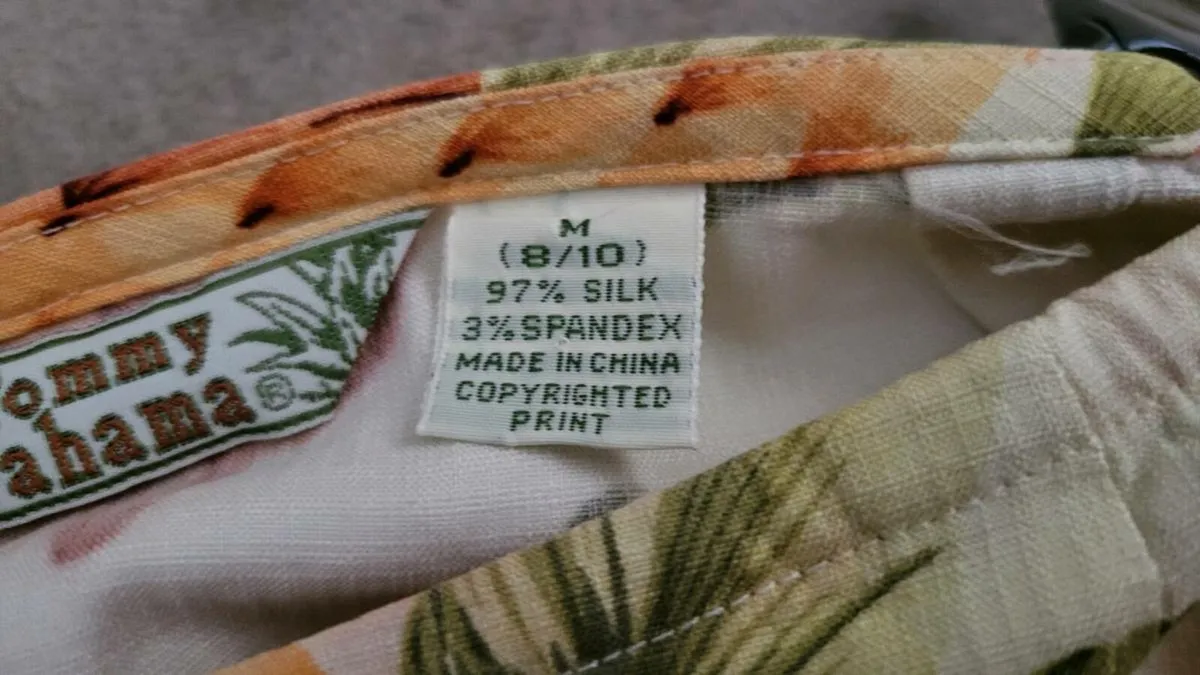 ommy
ahama®
M
(8/10)
97% SILK
3% SPANDEX
MADE IN CHINA
COPYRIGHTED
PRINT